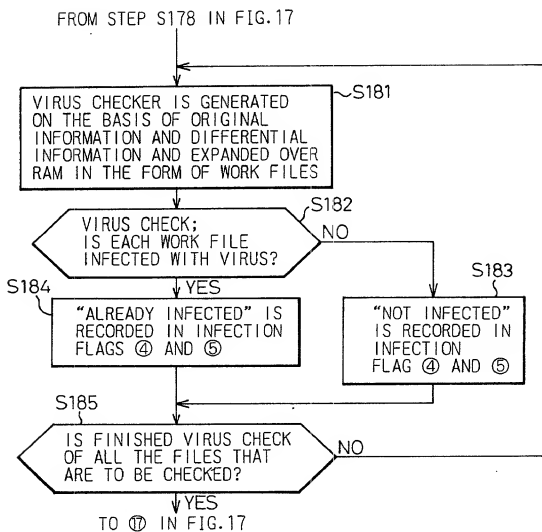 FROM STEP S178 IN FIG.17
S181
VIRUS CHECKER IS GENERATED
ON THE BASIS OF ORIGINAL
INFORMATION AND DIFFERENTIAL
INFORMATION AND EXPANDED OVER
RAM IN THE FORM OF WORK FILES
S182
VIRUS CHECK;
IS EACH WORK FILE
INFECTED WITH VIRUS?
NO
YES
S184
"ALREADY INFECTED" IS
RECORDED IN INFECTION
FLAGS ④ AND ⑤
S183
"NOT INFECTED"
IS RECORDED IN
INFECTION
FLAG ④ AND ⑤
S185
IS FINISHED VIRUS CHECK
OF ALL THE FILES THAT
ARE TO BE CHECKED?
NO
YES
TO ⑰ IN FIG.17